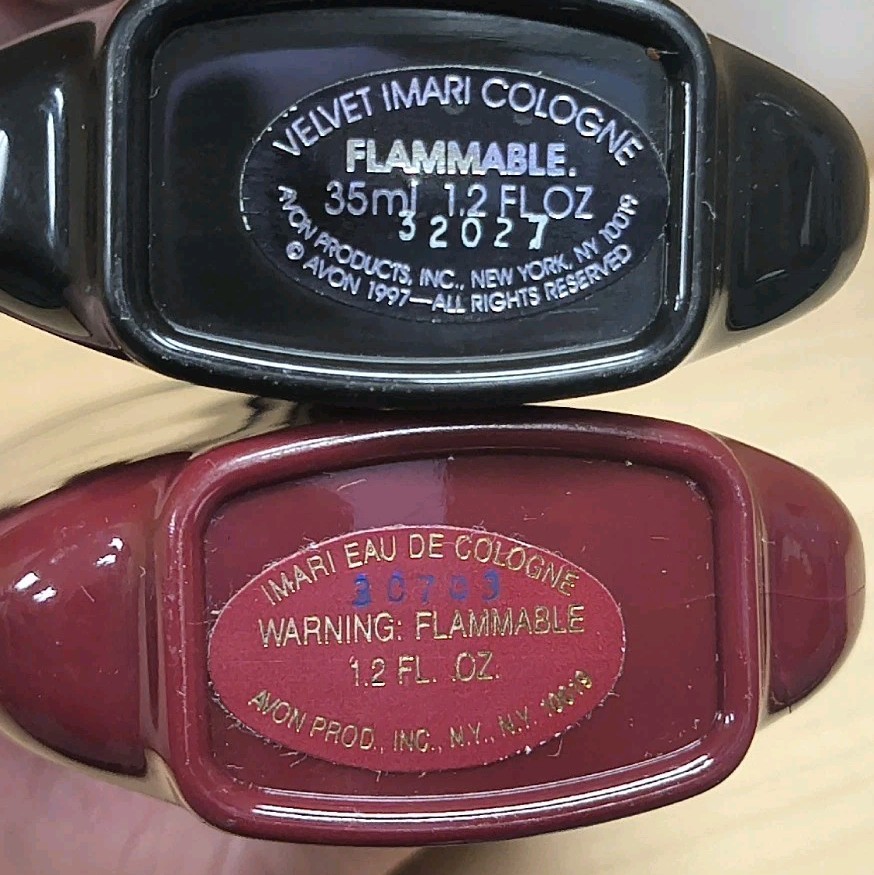 VELVET IMARI COLOGNE
FLAMMABLE.
35ml 1.2 FL OZ
32027
AVON PRODUCTS, INC., NEW YORK, NY 10019
© AVON 1997—ALL RIGHTS RESERVED
IMARI EAU DE COLOGNE
30703
WARNING: FLAMMABLE
1.2 FL. OZ.
AVON PROD., INC., N.Y., N.Y. 10019